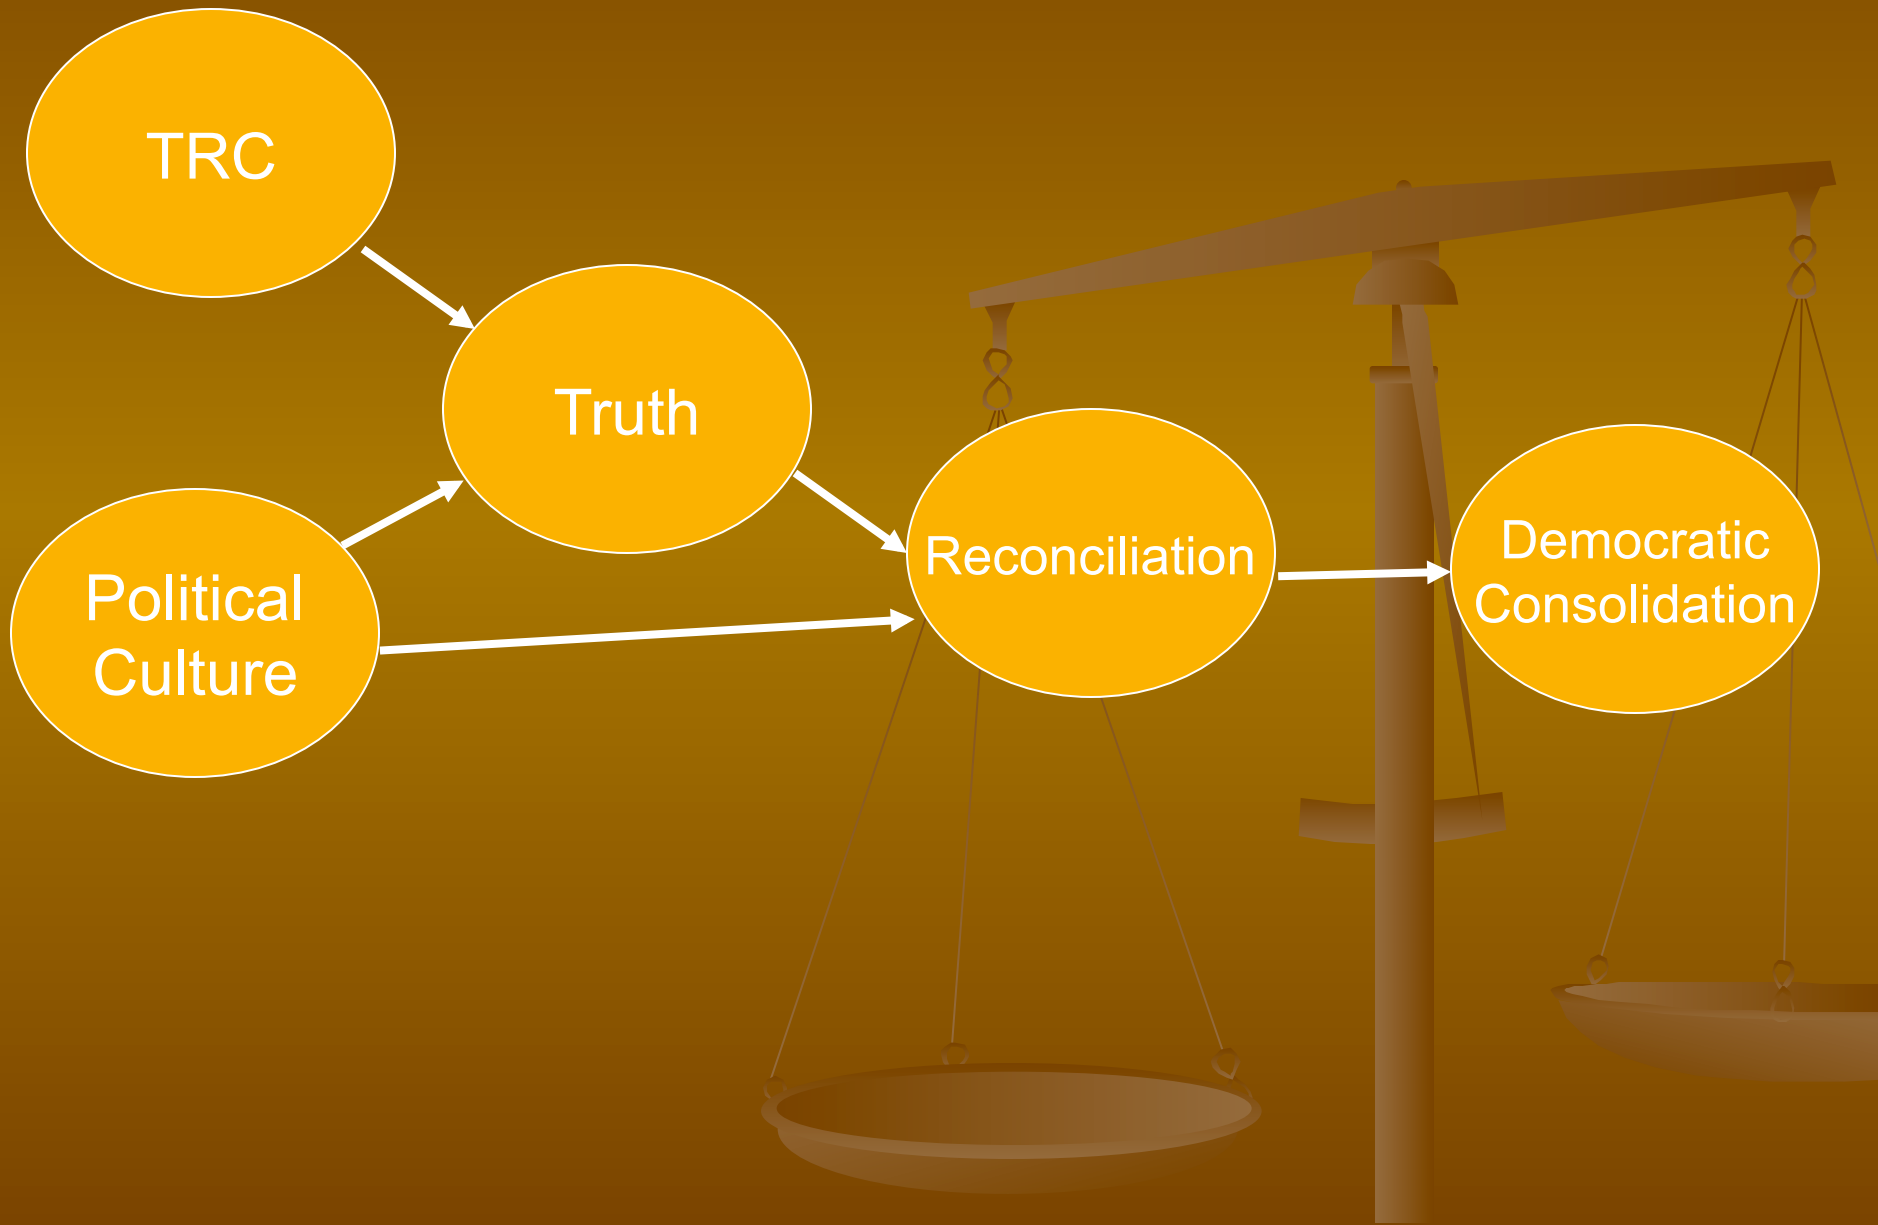 TRC
Truth
Political
Culture
Reconciliation
Democratic
Consolidation